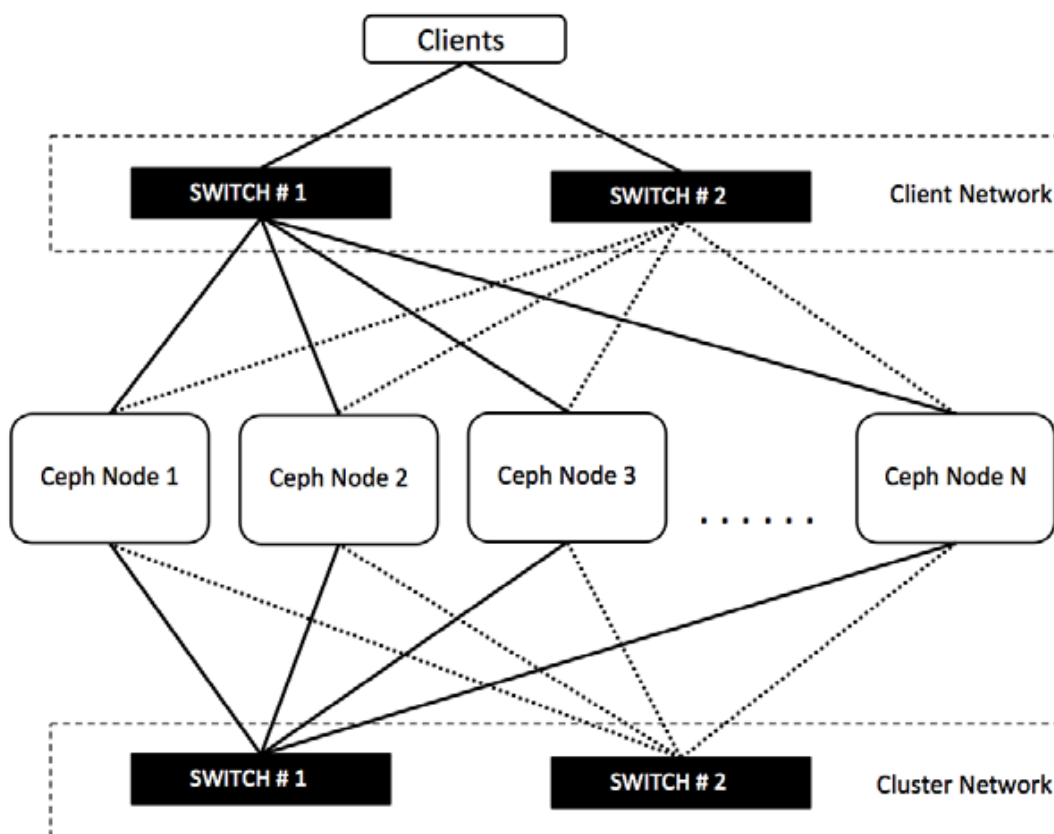 Clients
SWITCH # 1
SWITCH # 2
Client Network
Ceph Node 1
Ceph Node 2
Ceph Node 3
. . . . . .
Ceph Node N
SWITCH # 1
SWITCH # 2
Cluster Network